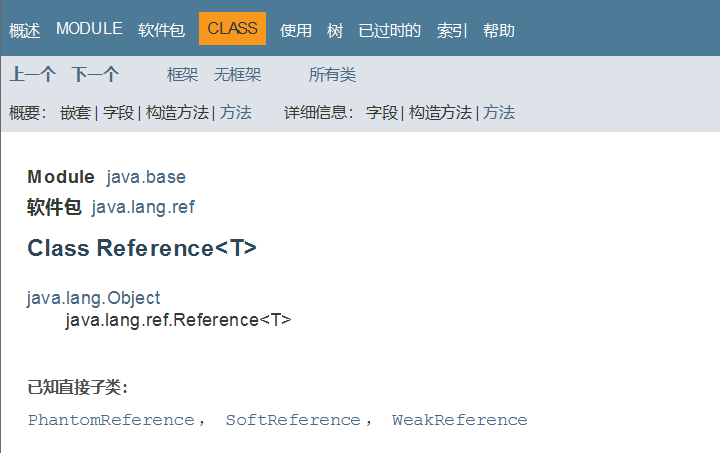 概述 MODULE 软件包 CLASS 使用 树 已过时的 索引 帮助
上一个 下一个 框架 无框架 所有类
概要： 嵌套 | 字段 | 构造方法 | 方法 详细信息： 字段 | 构造方法 | 方法
Module java.base
软件包 java.lang.ref
Class Reference<T>
java.lang.Object
java.lang.ref.Reference<T>
已知直接子类：
PhantomReference， SoftReference， WeakReference